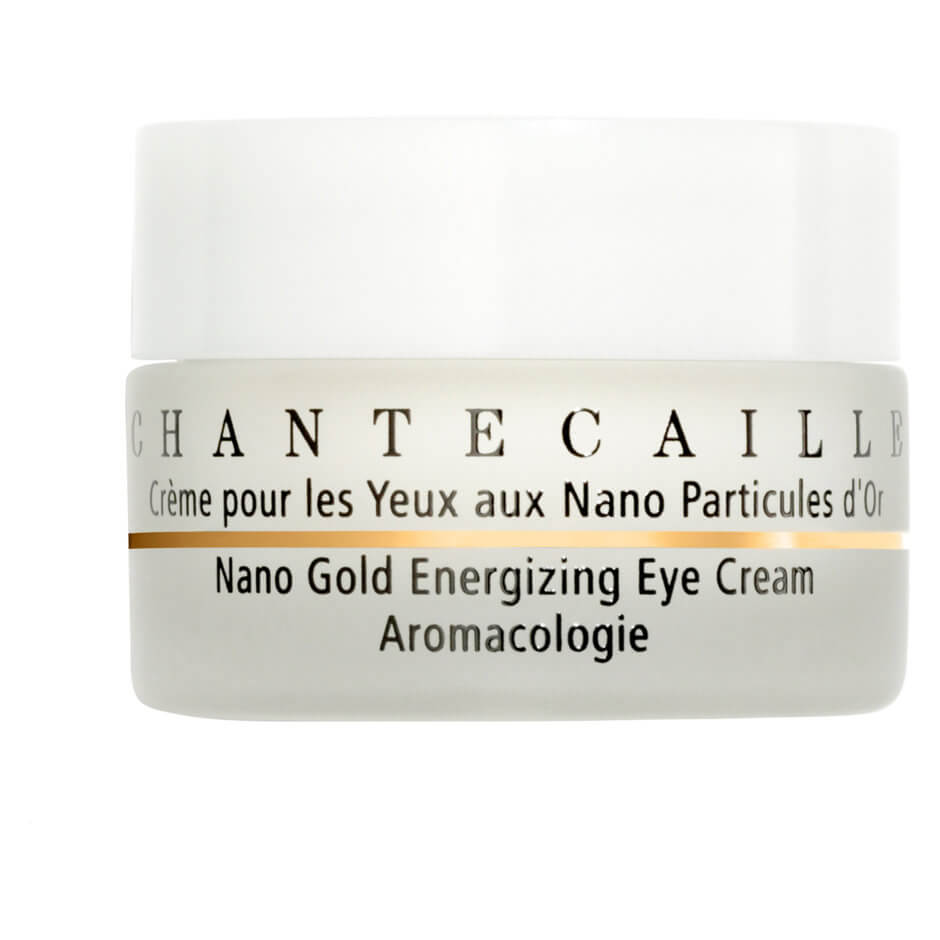 CHANTECAILLE
Crème pour les Yeux aux Nano Particules d'Or
Nano Gold Energizing Eye Cream
Aromacologie